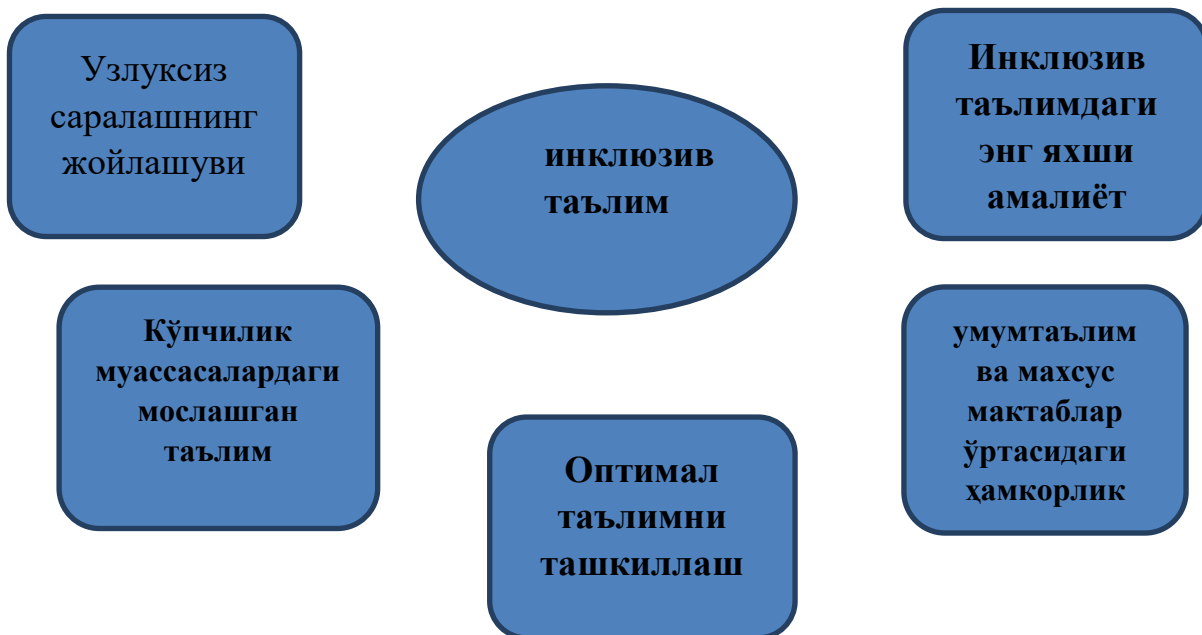 Узлуксиз
саралашнинг
жойлашуви
инклюзив
таълим
Инклюзив
таълимдаги
энг яхши
амалиёт
Кўпчилик
муассасалардаги
мослашган
таълим
Оптимал
таълимни
ташкиллаш
умумтаълим
ва махсус
мактаблар
ўртасидаги
ҳамкорлик